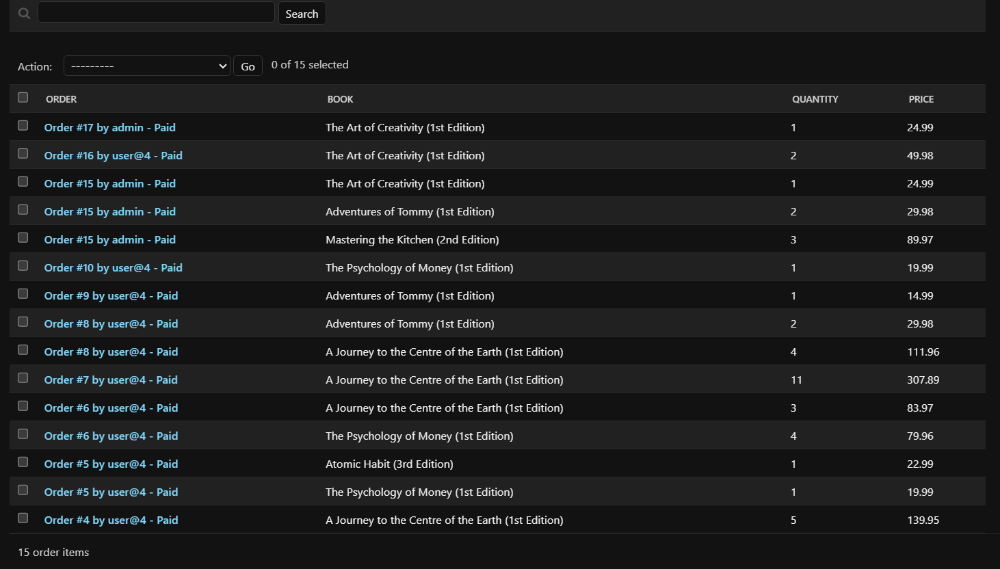 Search
Action: --------- Go 0 of 15 selected
ORDER BOOK QUANTITY PRICE
Order #17 by admin - Paid The Art of Creativity (1st Edition) 1 24.99
Order #16 by user@4 - Paid The Art of Creativity (1st Edition) 2 49.98
Order #15 by admin - Paid The Art of Creativity (1st Edition) 1 24.99
Order #15 by admin - Paid Adventures of Tommy (1st Edition) 2 29.98
Order #15 by admin - Paid Mastering the Kitchen (2nd Edition) 3 89.97
Order #10 by user@4 - Paid The Psychology of Money (1st Edition) 1 19.99
Order #9 by user@4 - Paid Adventures of Tommy (1st Edition) 1 14.99
Order #8 by user@4 - Paid Adventures of Tommy (1st Edition) 2 29.98
Order #8 by user@4 - Paid A Journey to the Centre of the Earth (1st Edition) 4 111.96
Order #7 by user@4 - Paid A Journey to the Centre of the Earth (1st Edition) 11 307.89
Order #6 by user@4 - Paid A Journey to the Centre of the Earth (1st Edition) 3 83.97
Order #6 by user@4 - Paid The Psychology of Money (1st Edition) 4 79.96
Order #5 by user@4 - Paid Atomic Habit (3rd Edition) 1 22.99
Order #5 by user@4 - Paid The Psychology of Money (1st Edition) 1 19.99
Order #4 by user@4 - Paid A Journey to the Centre of the Earth (1st Edition) 5 139.95
15 order items